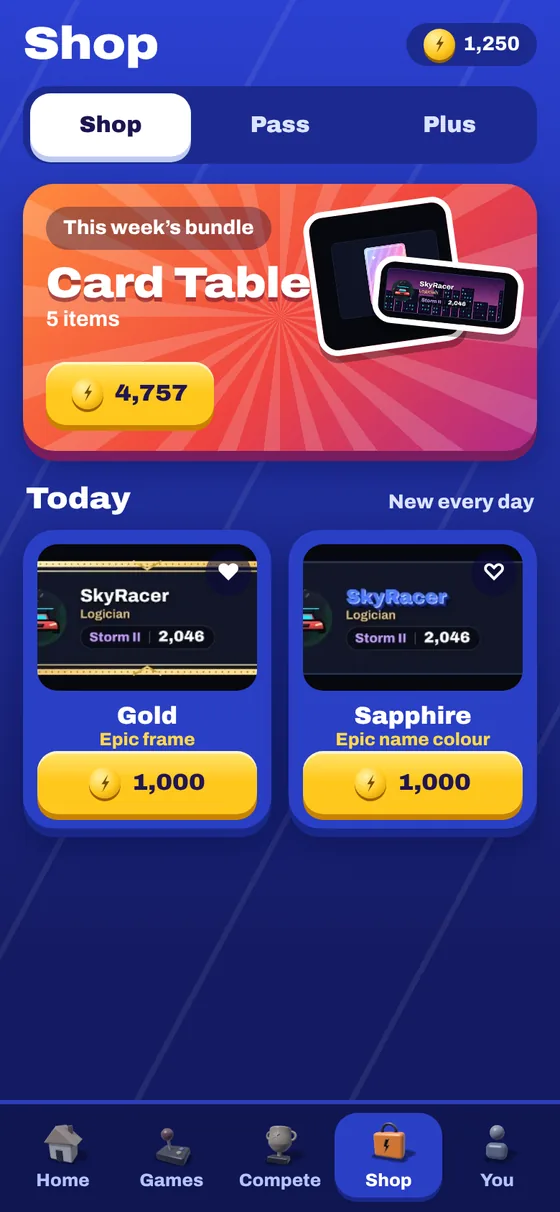 Shop
1,250
Shop
Pass
Plus
This week’s bundle
Card Table
5 items
SkyRacer
Logician
Storm II
2,046
4,757
Today
New every day
SkyRacer
Logician
Storm II
2,046
SkyRacer
Logician
Storm II
2,046
Gold
Epic frame
Sapphire
Epic name colour
1,000
1,000
Home
Games
Compete
Shop
You